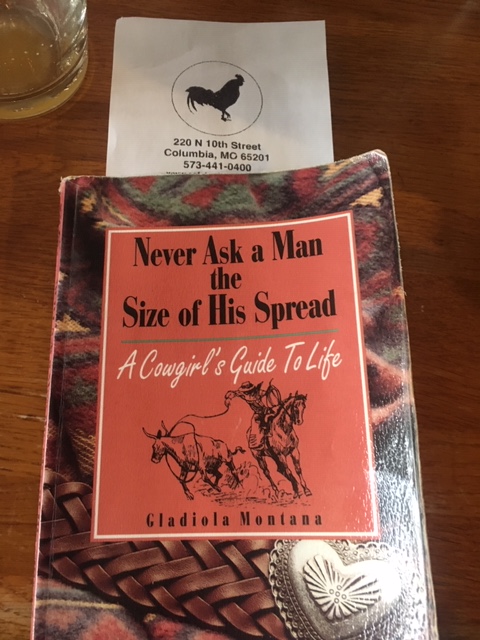 220 N 10th Street
Columbia, MO 65201
573-441-0400
Never Ask a Man
the
Size of His Spread
A Cowgirl's Guide To Life
Gladiola Montana